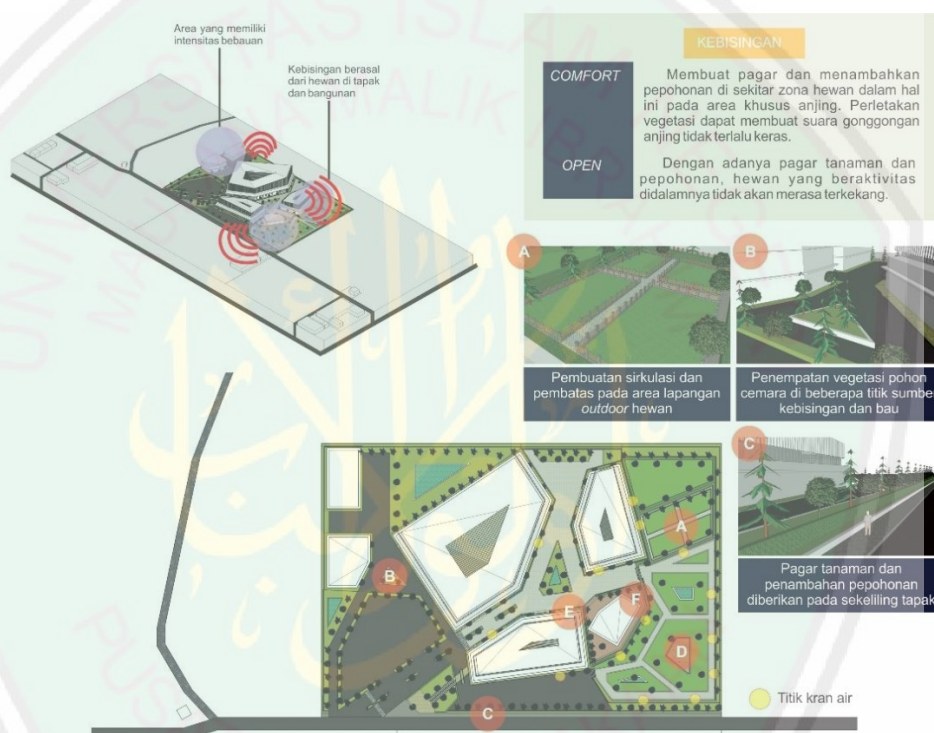 Area yang memiliki
intensitas bebauan
Kebisingan berasal
dari hewan di tapak
dan bangunan
KEBISINGAN
COMFORT
Membuat pagar dan menambahkan
pepohonan di sekitar zona hewan dalam hal
ini pada area khusus anjing. Perletakan
vegetasi dapat membuat suara gonggongan
anjing tidak terlalu keras.
OPEN
Dengan adanya pagar tanaman dan
pepohonan, hewan yang beraktivitas
didalamnya tidak akan merasa terkekang.
A
Pembuatan sirkulasi dan
pembatas pada area lapangan
outdoor hewan
B
Penempatan vegetasi pohon
cemara di beberapa titik sumber
kebisingan dan bau
C
Pagar tanaman dan
penambahan pepohonan
diberikan pada sekeliling tapak
A
B
E
F
D
C
Titik kran air